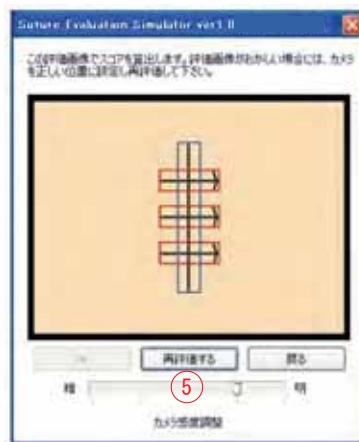 Suture Evaluation Simulator ver1.0
この評価画像でスコアを算出します。評価画像がおかしい場合には、カメラ
を正しい位置に設定し再評価して下さい。
再評価する
戻る
⑤
暗
明
カメラ感度調整